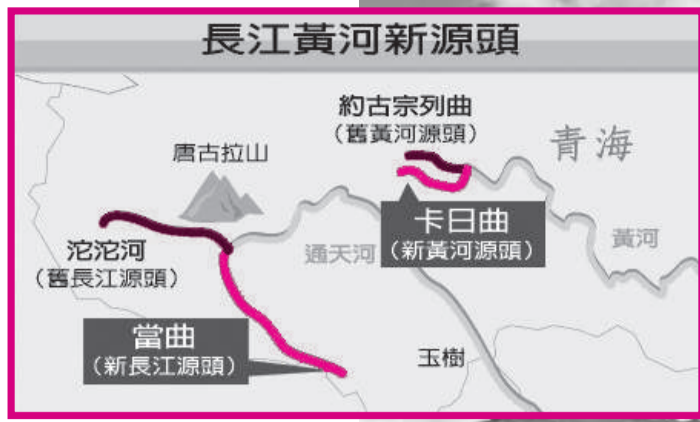 長江黃河新源頭
約古宗列曲
(舊黃河源頭)
青海
唐古拉山
卡日曲
(新黃河源頭)
黃河
沱沱河
(舊長江源頭)
通天河
當曲
(新長江源頭)
玉樹